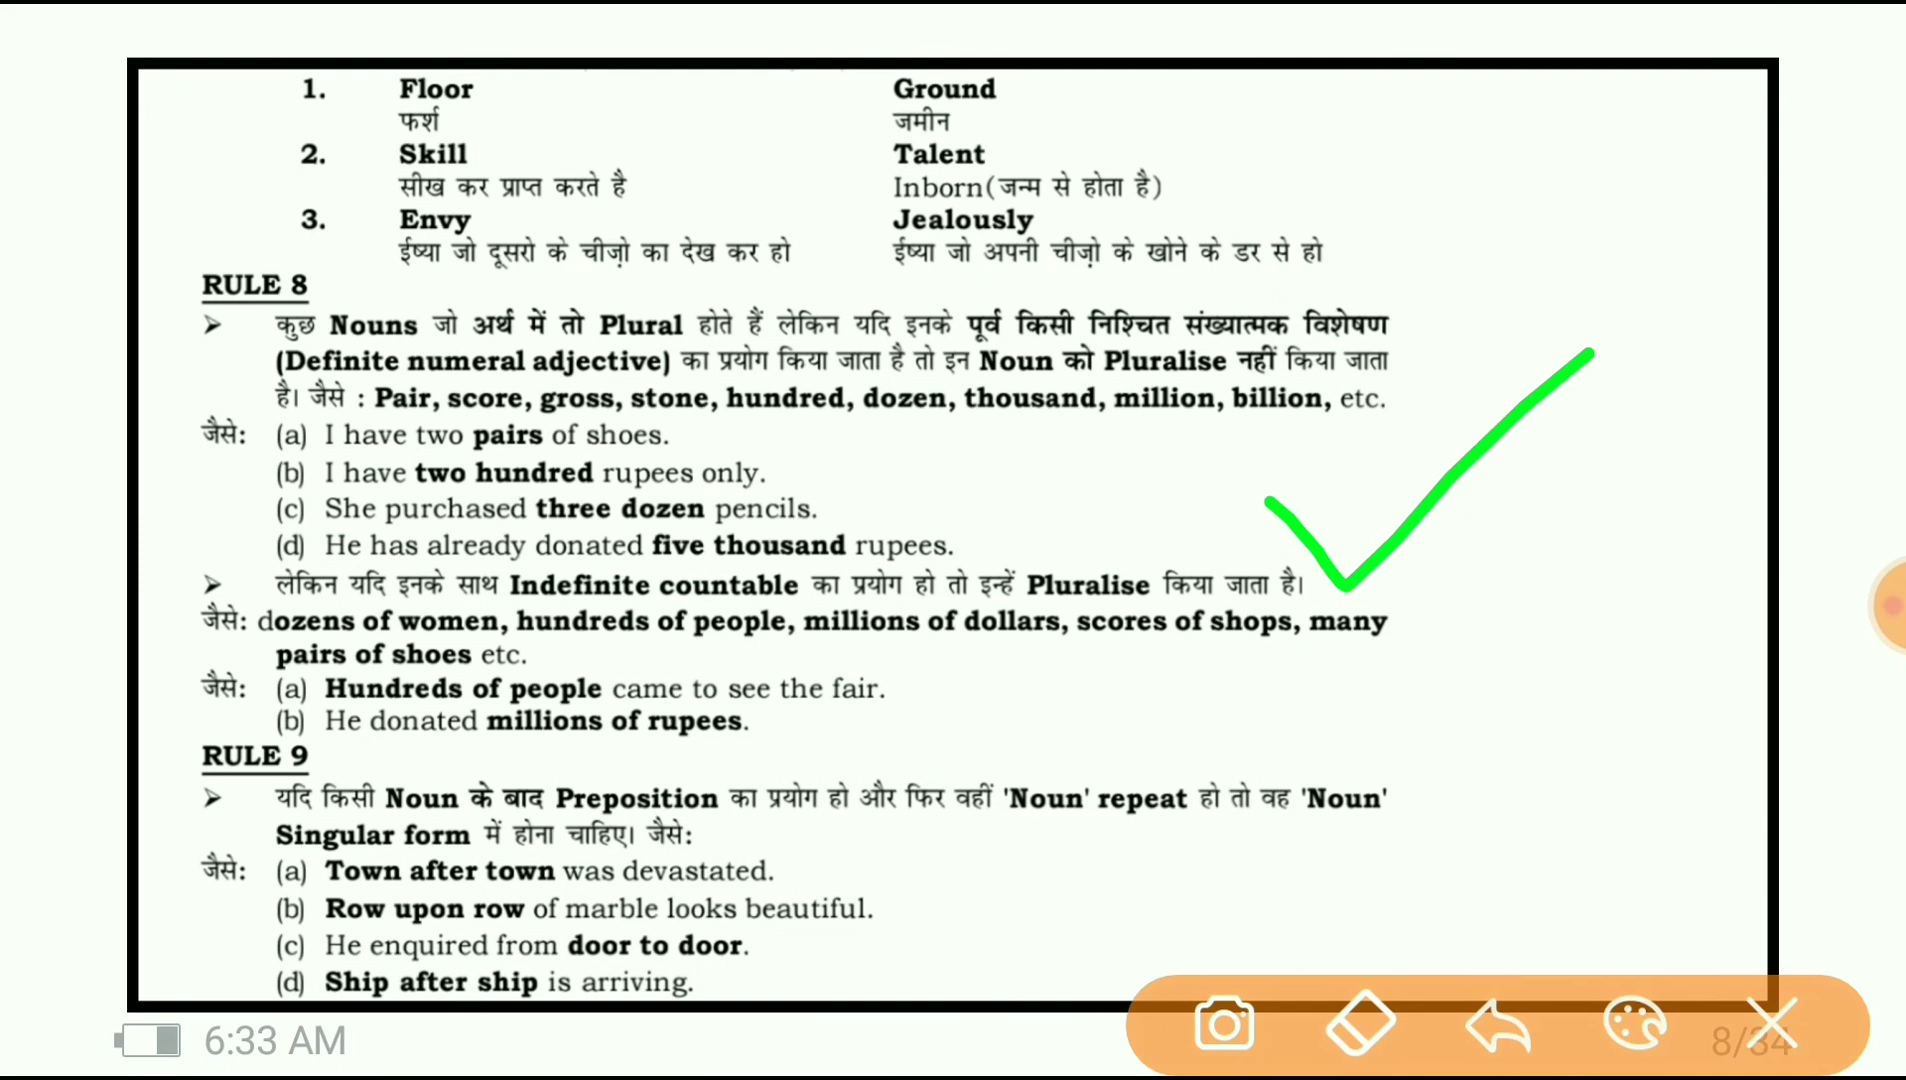 1. Floor Ground
फर्श जमीन
2. Skill Talent
सीख कर प्राप्त करते है Inborn(जन्म से होता है)
3. Envy Jealously
ईष्या जो दूसरो के चीज़ो का देख कर हो ईष्या जो अपनी चीज़ो के खोने के डर से हो
RULE 8
➢ कुछ Nouns जो अर्थ में तो Plural होते हैं लेकिन यदि इनके पूर्व किसी निश्चित संख्यात्मक विशेषण
(Definite numeral adjective) का प्रयोग किया जाता है तो इन Noun को Pluralise नहीं किया जाता
है। जैसे : Pair, score, gross, stone, hundred, dozen, thousand, million, billion, etc.
जैसे: (a) I have two pairs of shoes.
(b) I have two hundred rupees only.
(c) She purchased three dozen pencils.
(d) He has already donated five thousand rupees.
➢ लेकिन यदि इनके साथ Indefinite countable का प्रयोग हो तो इन्हें Pluralise किया जाता है।
जैसे: dozens of women, hundreds of people, millions of dollars, scores of shops, many
pairs of shoes etc.
जैसे: (a) Hundreds of people came to see the fair.
(b) He donated millions of rupees.
RULE 9
➢ यदि किसी Noun के बाद Preposition का प्रयोग हो और फिर वहीं 'Noun' repeat हो तो वह 'Noun'
Singular form में होना चाहिए। जैसे:
जैसे: (a) Town after town was devastated.
(b) Row upon row of marble looks beautiful.
(c) He enquired from door to door.
(d) Ship after ship is arriving.
6:33 AM 8/34